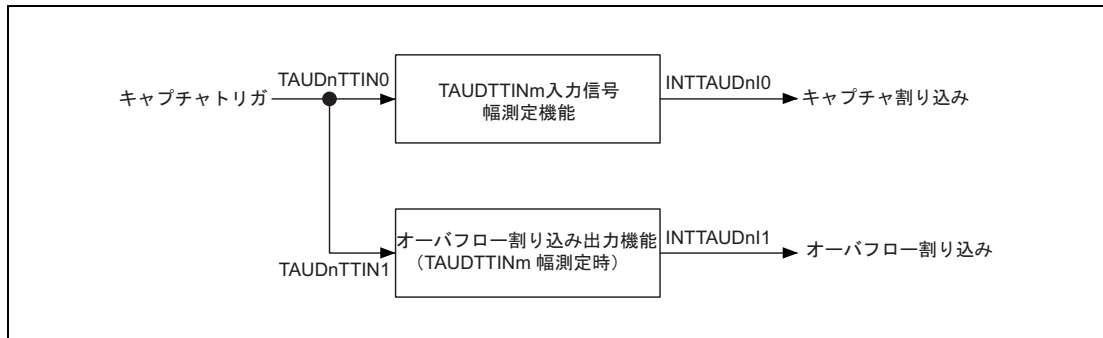 キャプチャトリガ
TAUDnTTIN0
TAUDTTINm入力信号
幅測定機能
INTTAUDnI0
キャプチャ割り込み
TAUDnTTIN1
オーバフロー割り込み出力機能
（TAUDTTINm 幅測定時）
INTTAUDnI1
オーバフロー割り込み